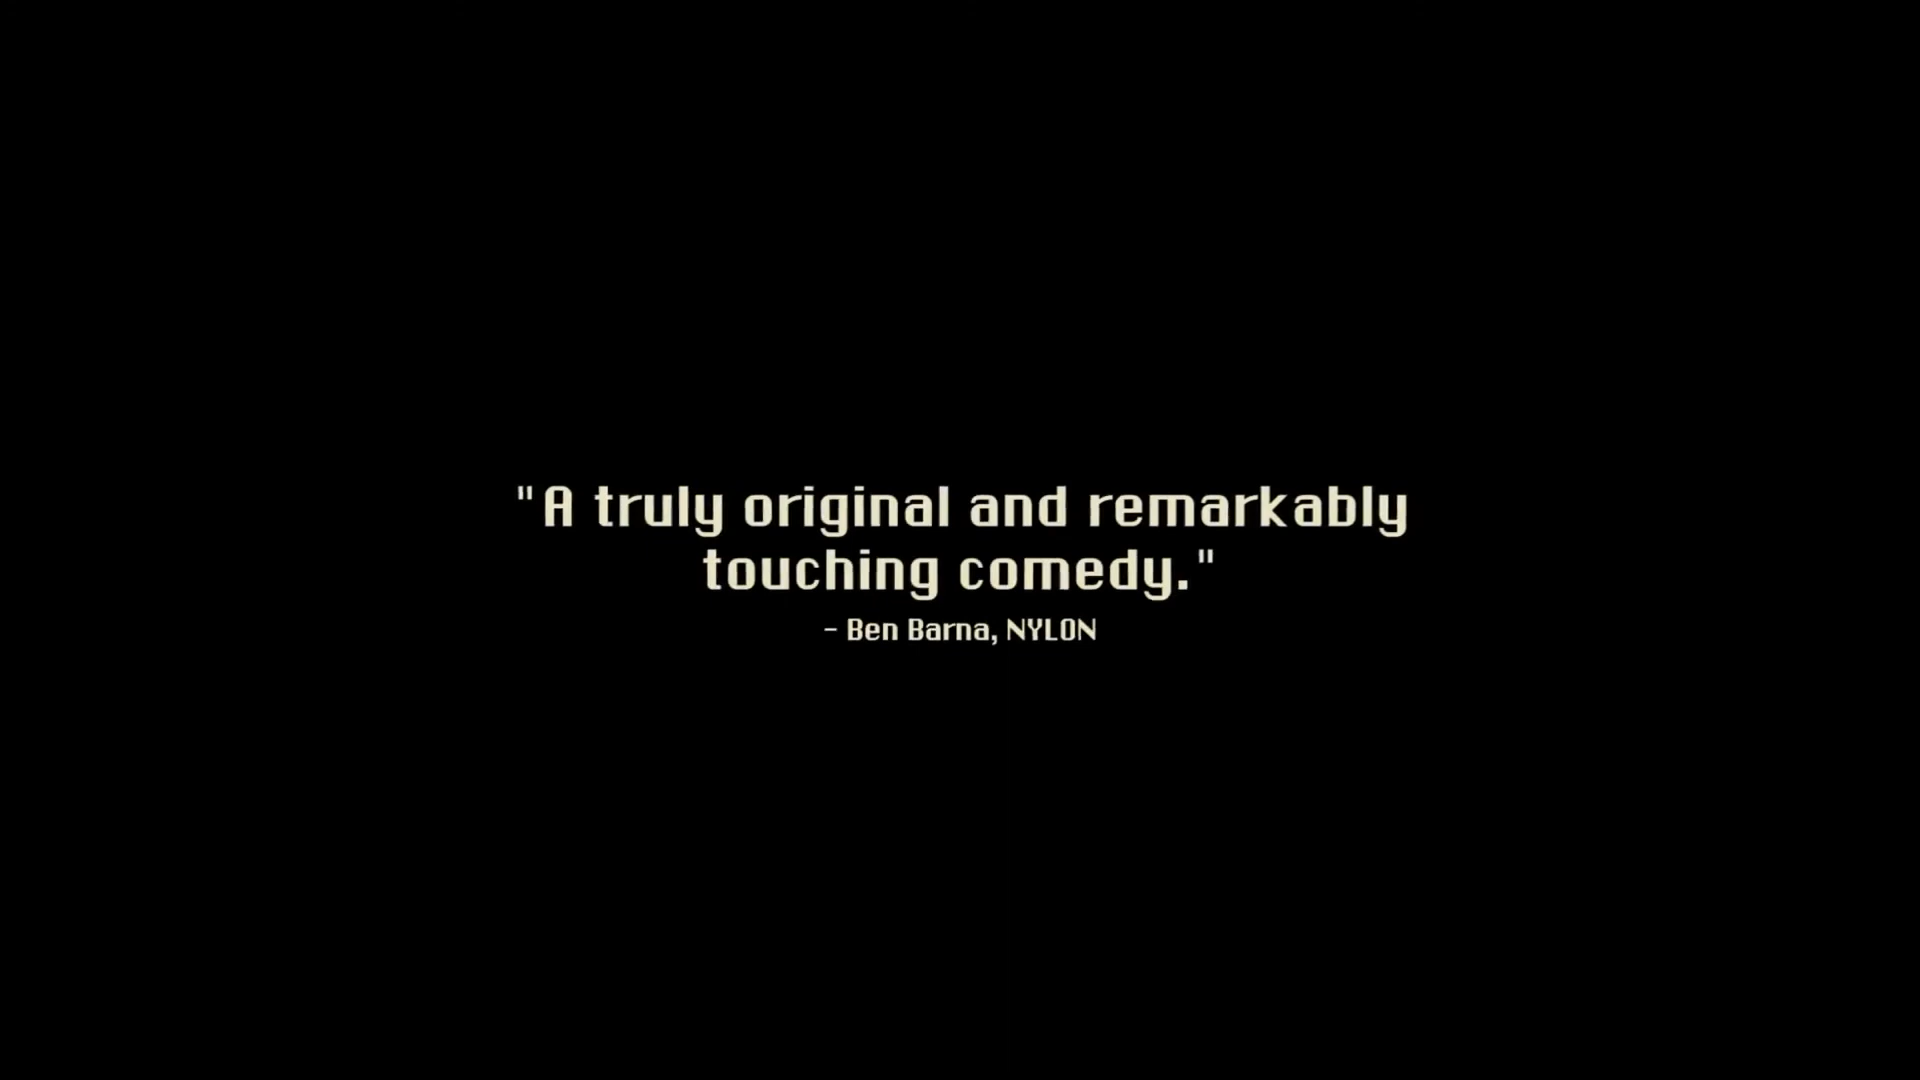 "A truly original and remarkably
touching comedy."
- Ben Barna, NYLON